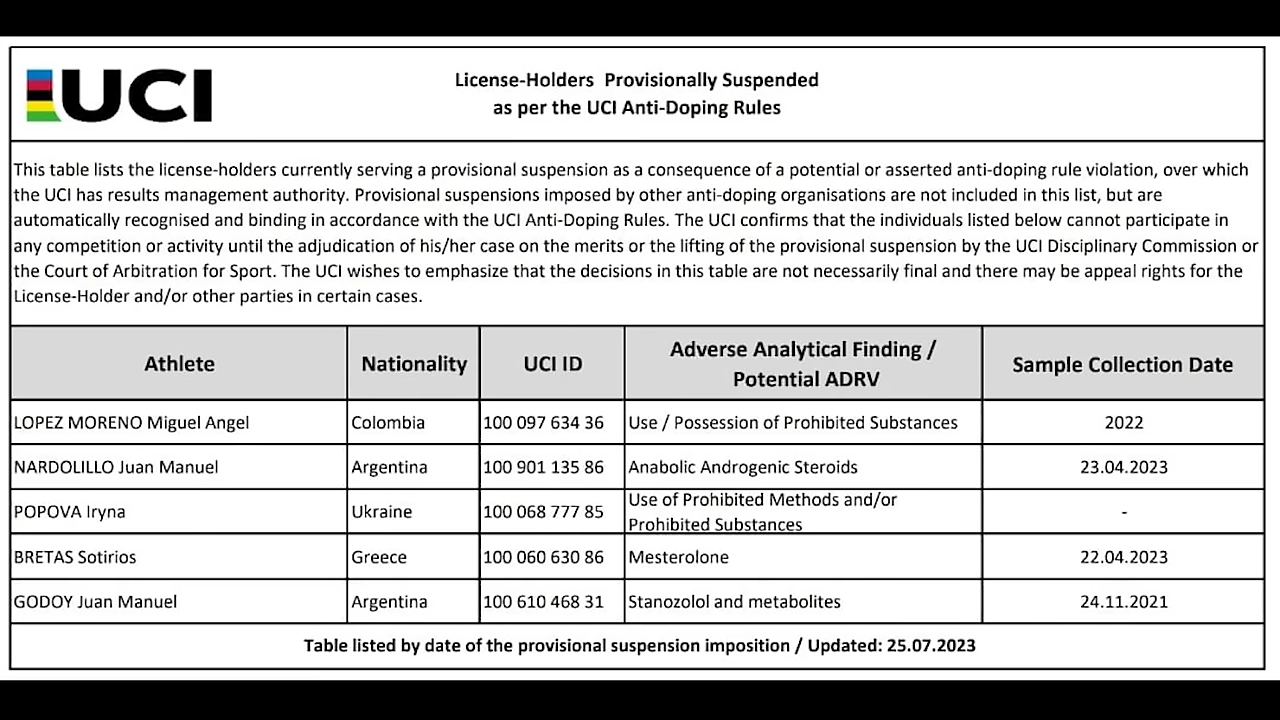 UCI
License-Holders Provisionally Suspended
as per the UCI Anti-Doping Rules
This table lists the license-holders currently serving a provisional suspension as a consequence of a potential or asserted anti-doping rule violation, over which
the UCI has results management authority. Provisional suspensions imposed by other anti-doping organisations are not included in this list, but are
automatically recognised and binding in accordance with the UCI Anti-Doping Rules. The UCI confirms that the individuals listed below cannot participate in
any competition or activity until the adjudication of his/her case on the merits or the lifting of the provisional suspension by the UCI Disciplinary Commission or
the Court of Arbitration for Sport. The UCI wishes to emphasize that the decisions in this table are not necessarily final and there may be appeal rights for the
License-Holder and/or other parties in certain cases.
Athlete Nationality UCI ID Adverse Analytical Finding / Potential ADRV Sample Collection Date
LOPEZ MORENO Miguel Angel Colombia 100 097 634 36 Use / Possession of Prohibited Substances 2022
NARDOLILLO Juan Manuel Argentina 100 901 135 86 Anabolic Androgenic Steroids 23.04.2023
POPOVA Iryna Ukraine 100 068 777 85 Use of Prohibited Methods and/or Prohibited Substances -
BRETAS Sotirios Greece 100 060 630 86 Mesterolone 22.04.2023
GODOY Juan Manuel Argentina 100 610 468 31 Stanozolol and metabolites 24.11.2021
Table listed by date of the provisional suspension imposition / Updated: 25.07.2023